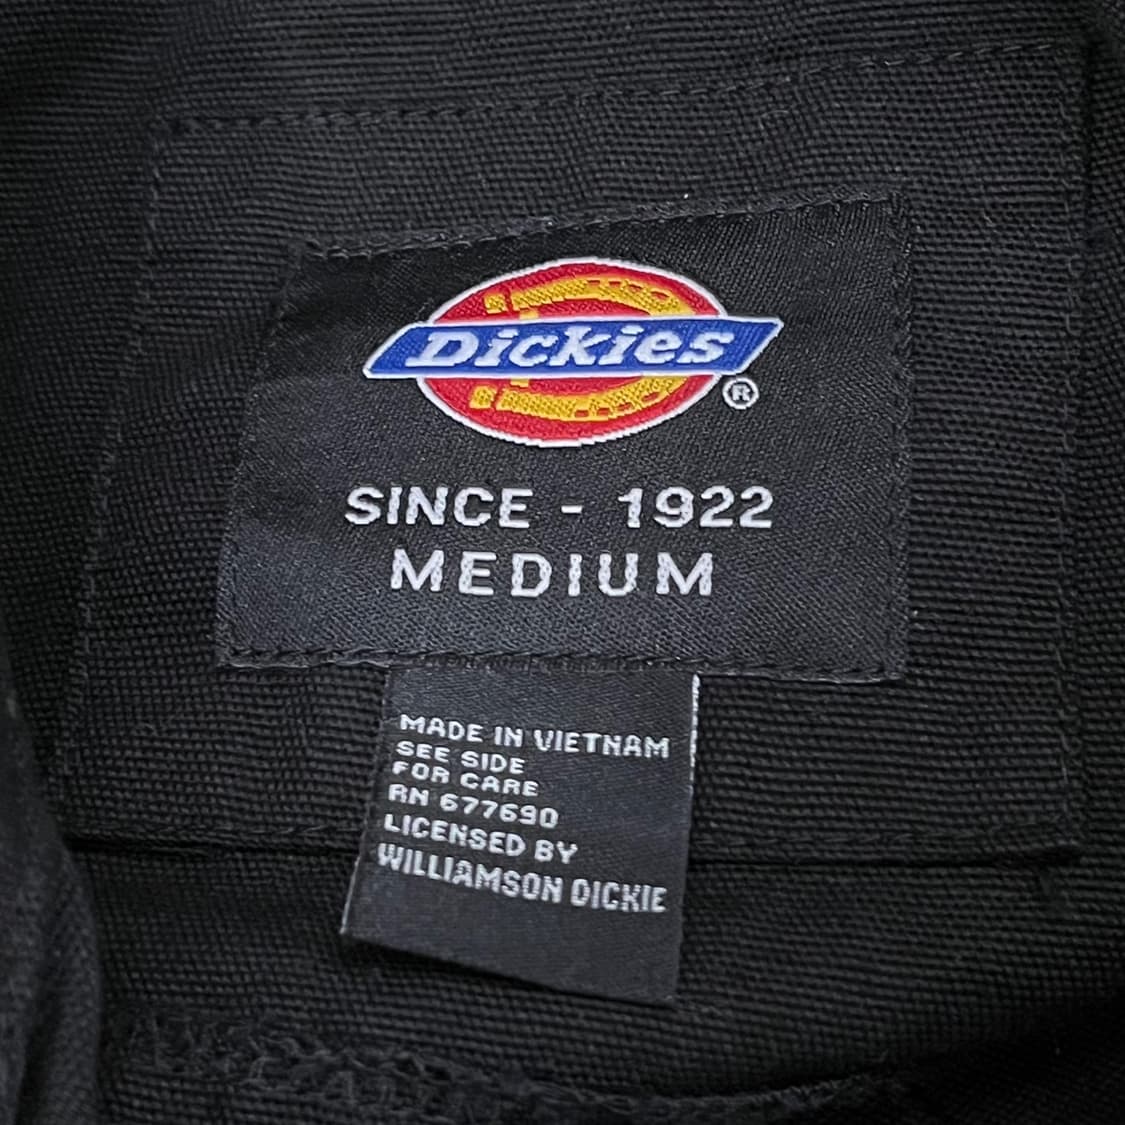 Dickies®
SINCE - 1922
MEDIUM
MADE IN VIETNAM
SEE SIDE
FOR CARE
RN 677690
LICENSED BY
WILLIAMSON DICKIE